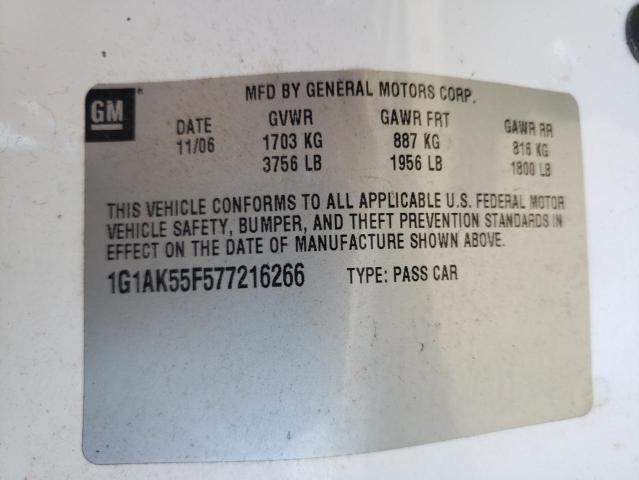 GM®
MFD BY GENERAL MOTORS CORP.
DATE GVWR GAWR FRT GAWR RR
11/06 1703 KG 887 KG 816 KG
3756 LB 1956 LB 1800 LB
THIS VEHICLE CONFORMS TO ALL APPLICABLE U.S. FEDERAL MOTOR
VEHICLE SAFETY, BUMPER, AND THEFT PREVENTION STANDARDS IN
EFFECT ON THE DATE OF MANUFACTURE SHOWN ABOVE.
1G1AK55F577216266 TYPE: PASS CAR